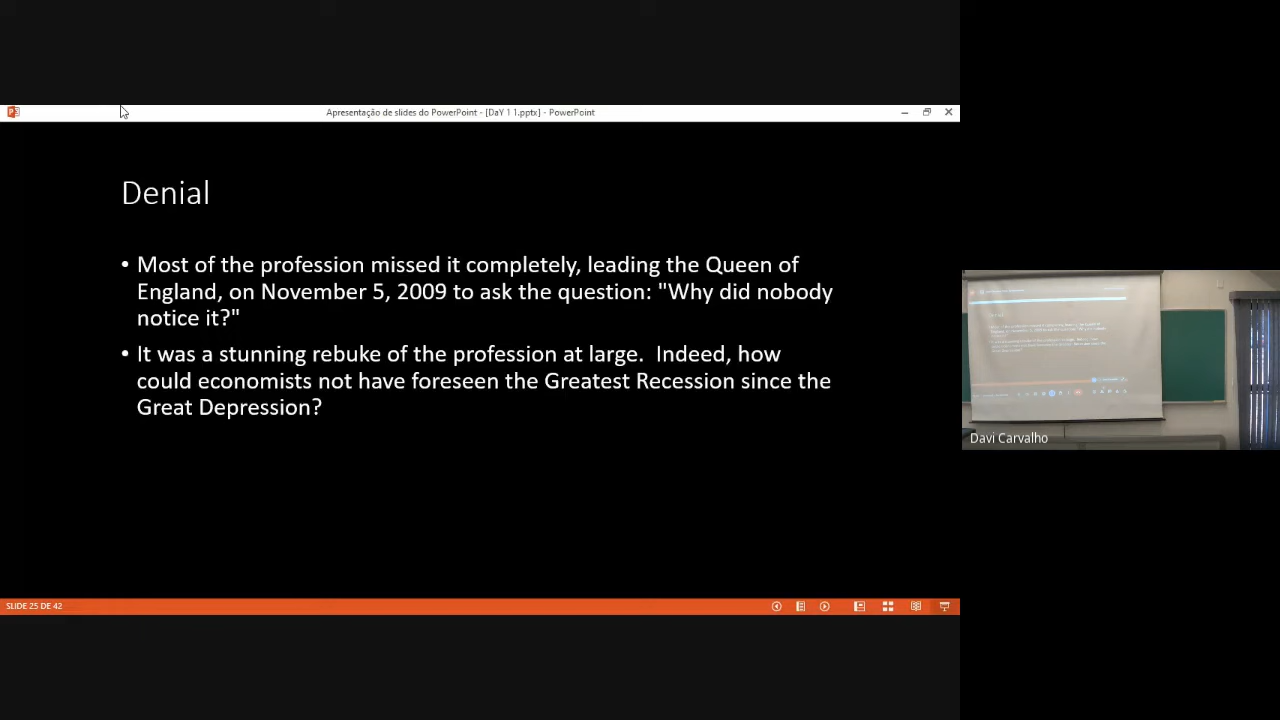 Apresentação de slides do PowerPoint - [DaY 1 1.pptx] - PowerPoint
Denial
• Most of the profession missed it completely, leading the Queen of
England, on November 5, 2009 to ask the question: "Why did nobody
notice it?"
• It was a stunning rebuke of the profession at large.  Indeed, how
could economists not have foreseen the Greatest Recession since the
Great Depression?
Davi Carvalho
SLIDE 25 DE 42